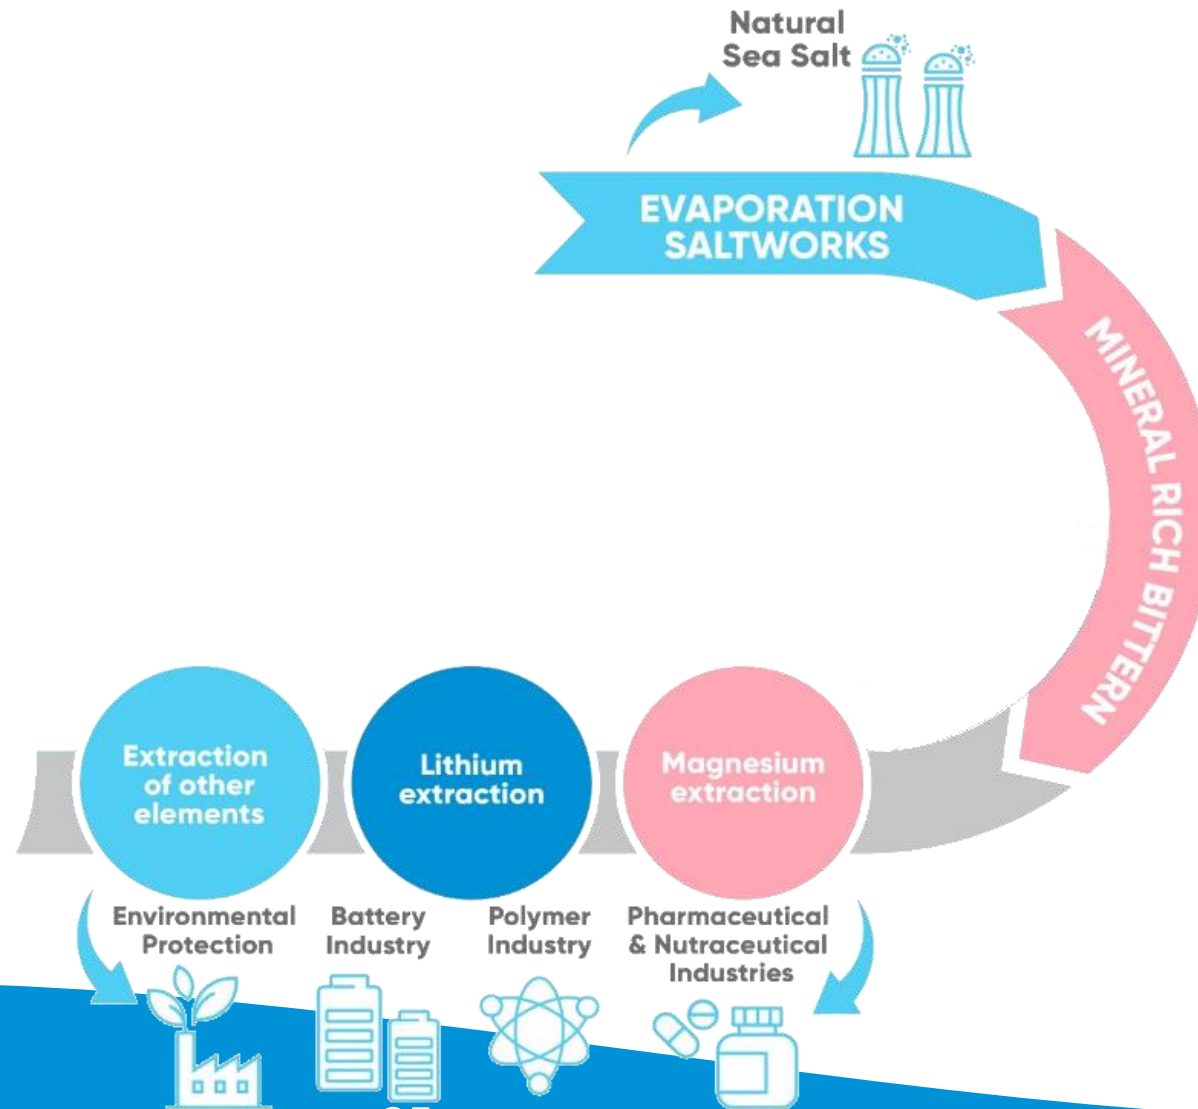 Natural
Sea Salt
EVAPORATION
SALTWORKS
MINERAL RICH BITTERN
Extraction
of other
elements
Lithium
extraction
Magnesium
extraction
Environmental
Protection
Battery
Industry
Polymer
Industry
Pharmaceutical
& Nutraceutical
Industries